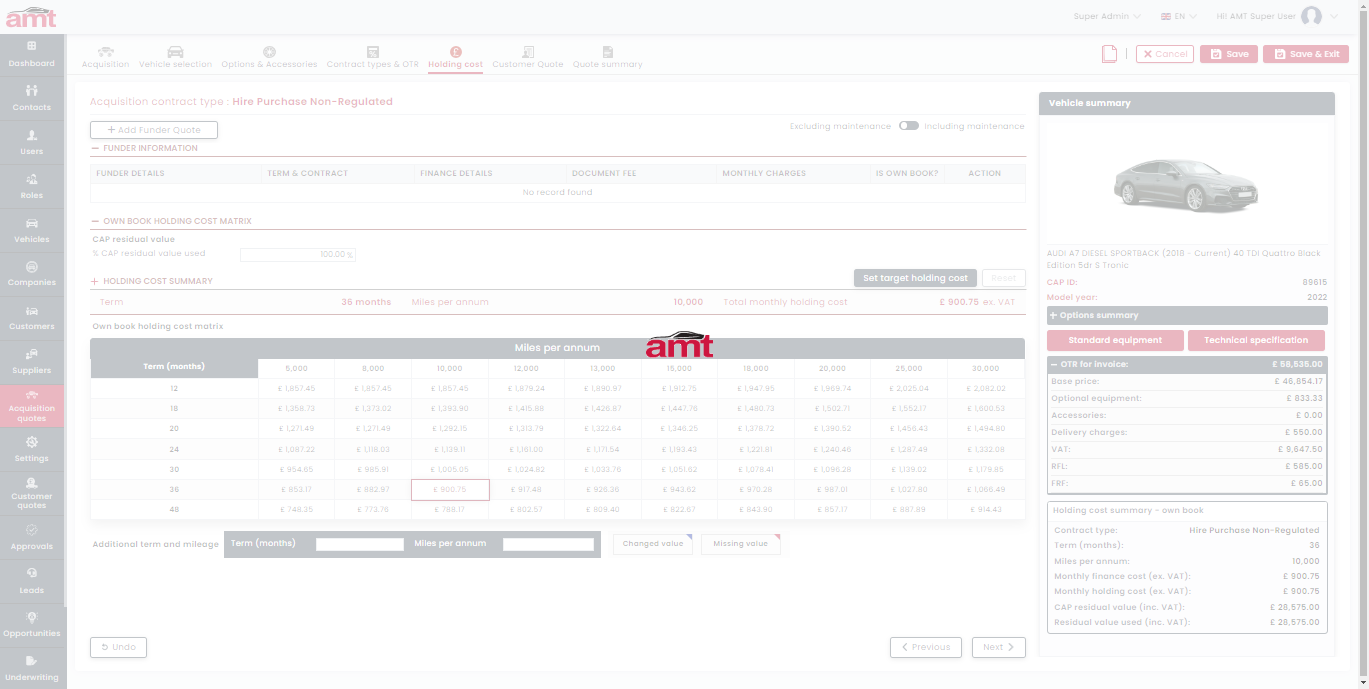 amt
Super Admin
EN
Hi! AMT Super User
Dashboard
Contacts
Users
Roles
Vehicles
Companies
Customers
Suppliers
Acquisition
quotes
Settings
Customer
quotes
Approvals
Leads
Opportunities
Underwriting
Acquisition
Vehicle selection
Options & Accessories
Contract types & OTR
Holding cost
Customer Quote
Quote summary
Cancel
Save
Save & Exit
Acquisition contract type : Hire Purchase Non-Regulated
+ Add Funder Quote
Excluding maintenance
Including maintenance
FUNDER INFORMATION
FUNDER DETAILS TERM & CONTRACT FINANCE DETAILS DOCUMENT FEE MONTHLY CHARGES IS OWN BOOK? ACTION
No record found
OWN BOOK HOLDING COST MATRIX
CAP residual value
% CAP residual value used 100.00 %
HOLDING COST SUMMARY
Set target holding cost
Reset
Term 36 months Miles per annum 10,000 Total monthly holding cost £ 900.75 ex. VAT
Own book holding cost matrix
amt
Miles per annum
Term (months) 5,000 8,000 10,000 12,000 13,000 15,000 18,000 20,000 25,000 30,000
12 £ 1,857.45 £ 1,857.45 £ 1,857.45 £ 1,879.24 £ 1,890.97 £ 1,912.75 £ 1,947.95 £ 1,969.74 £ 2,025.04 £ 2,082.02
18 £ 1,358.73 £ 1,373.02 £ 1,393.90 £ 1,415.88 £ 1,426.87 £ 1,447.76 £ 1,480.73 £ 1,502.71 £ 1,552.17 £ 1,600.53
20 £ 1,271.49 £ 1,271.49 £ 1,292.15 £ 1,313.79 £ 1,322.64 £ 1,346.25 £ 1,378.72 £ 1,390.52 £ 1,456.43 £ 1,494.80
24 £ 1,087.22 £ 1,118.03 £ 1,139.11 £ 1,161.00 £ 1,171.54 £ 1,193.43 £ 1,221.81 £ 1,240.46 £ 1,287.49 £ 1,332.08
30 £ 954.65 £ 985.91 £ 1,005.05 £ 1,024.82 £ 1,033.76 £ 1,051.62 £ 1,078.41 £ 1,096.28 £ 1,139.02 £ 1,179.85
36 £ 853.17 £ 882.97 £ 900.75 £ 917.48 £ 926.36 £ 943.62 £ 970.28 £ 987.01 £ 1,027.80 £ 1,066.49
48 £ 748.35 £ 773.76 £ 788.17 £ 802.57 £ 809.40 £ 822.67 £ 843.90 £ 857.17 £ 887.89 £ 914.43
Additional term and mileage Term (months) Miles per annum
Changed value
Missing value
Undo
Previous
Next
Vehicle summary
AUDI A7 DIESEL SPORTBACK (2018 - Current) 40 TDI Quattro Black
Edition 5dr S Tronic
CAP ID: 89615
Model year: 2022
+ Options summary
Standard equipment
Technical specification
OTR for invoice: £ 58,535.00
Base price: £ 46,854.17
Optional equipment: £ 833.33
Accessories: £ 0.00
Delivery charges: £ 550.00
VAT: £ 9,647.50
RFL: £ 585.00
FRF: £ 65.00
Holding cost summary - own book
Contract type: Hire Purchase Non-Regulated
Term (months): 36
Miles per annum: 10,000
Monthly finance cost (ex. VAT): £ 900.75
Monthly holding cost (ex. VAT): £ 900.75
CAP residual value (inc. VAT): £ 28,575.00
Residual value used (inc. VAT): £ 28,575.00